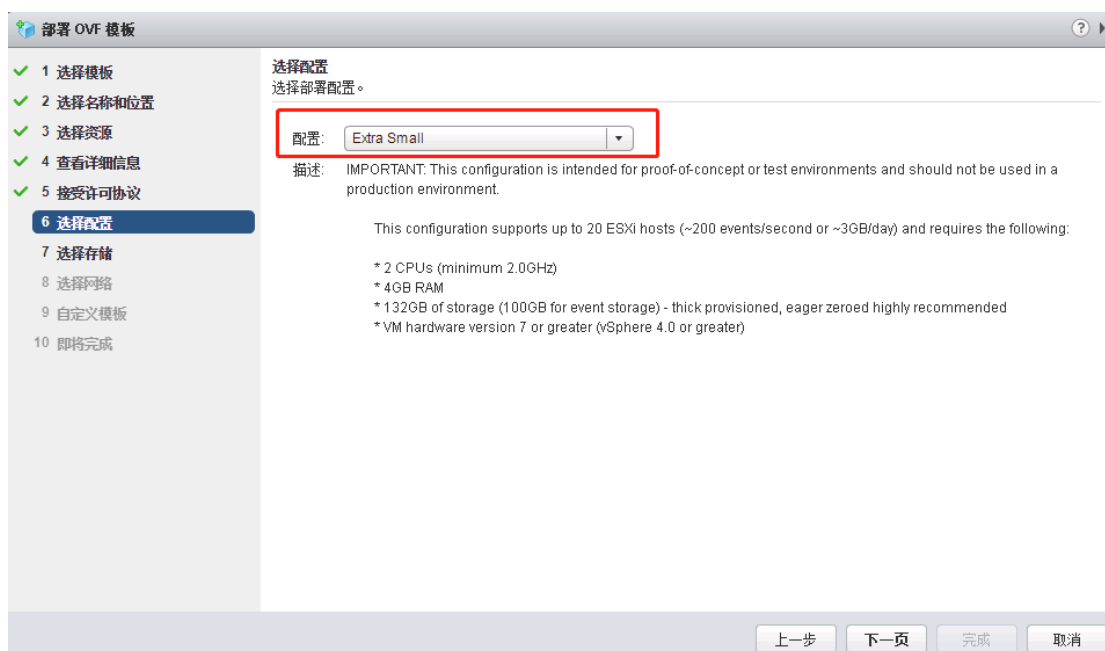 部署 OVF 模板
1 选择模板
2 选择名称和位置
3 选择资源
4 查看详细信息
5 接受许可协议
6 选择配置
7 选择存储
8 选择网络
9 自定义模板
10 即将完成
选择配置
选择部署配置。
配置: Extra Small
描述: IMPORTANT: This configuration is intended for proof-of-concept or test environments and should not be used in a
production environment.
This configuration supports up to 20 ESXi hosts (~200 events/second or ~3GB/day) and requires the following:
* 2 CPUs (minimum 2.0GHz)
* 4GB RAM
* 132GB of storage (100GB for event storage) - thick provisioned, eager zeroed highly recommended
* VM hardware version 7 or greater (vSphere 4.0 or greater)
上一步 下一页 完成 取消